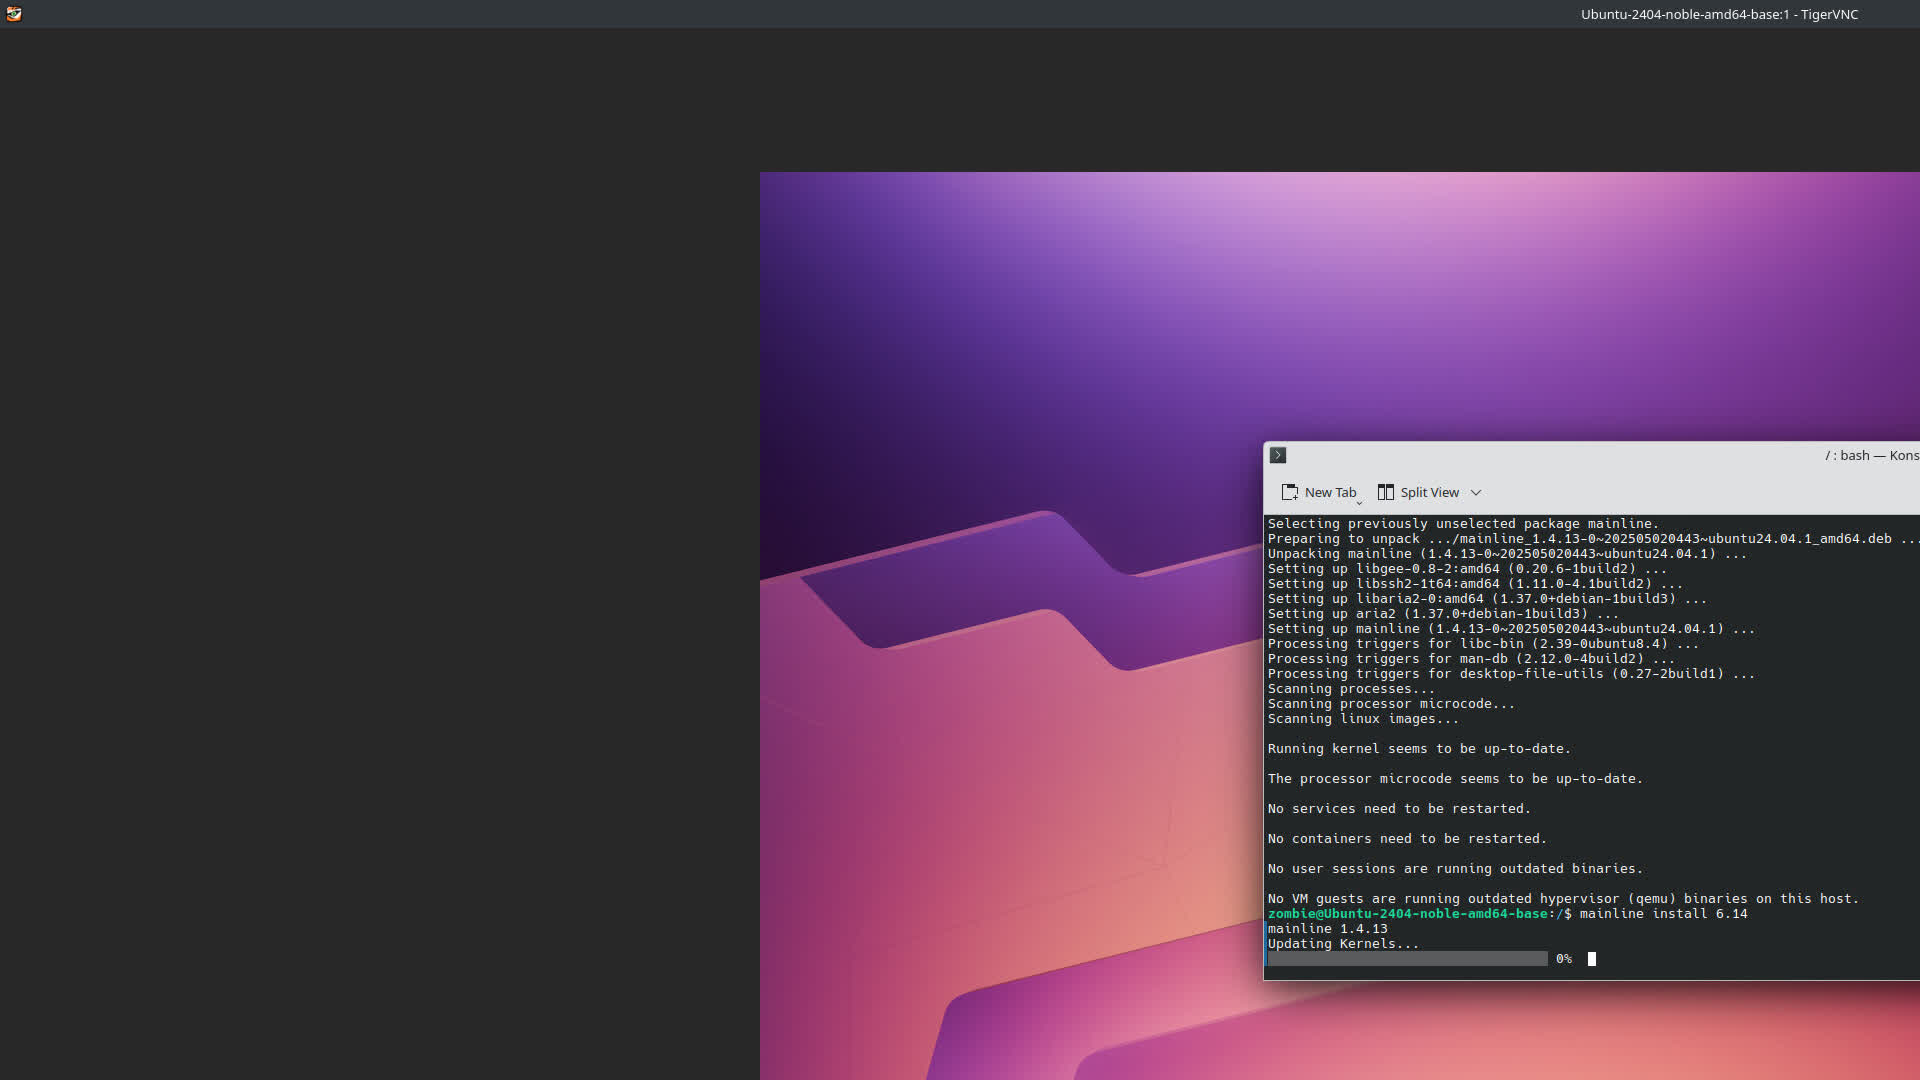 Ubuntu-2404-noble-amd64-base:1 - TigerVNC
/ : bash — Kons
New Tab
Split View
Selecting previously unselected package mainline.
Preparing to unpack .../mainline_1.4.13-0~202505020443~ubuntu24.04.1_amd64.deb ...
Unpacking mainline (1.4.13-0~202505020443~ubuntu24.04.1) ...
Setting up libgee-0.8-2:amd64 (0.20.6-1build2) ...
Setting up libssh2-1t64:amd64 (1.11.0-4.1build2) ...
Setting up libaria2-0:amd64 (1.37.0+debian-1build3) ...
Setting up aria2 (1.37.0+debian-1build3) ...
Setting up mainline (1.4.13-0~202505020443~ubuntu24.04.1) ...
Processing triggers for libc-bin (2.39-0ubuntu8.4) ...
Processing triggers for man-db (2.12.0-4build2) ...
Processing triggers for desktop-file-utils (0.27-2build1) ...
Scanning processes...
Scanning processor microcode...
Scanning linux images...
Running kernel seems to be up-to-date.
The processor microcode seems to be up-to-date.
No services need to be restarted.
No containers need to be restarted.
No user sessions are running outdated binaries.
No VM guests are running outdated hypervisor (qemu) binaries on this host.
zombie@Ubuntu-2404-noble-amd64-base:/$ mainline install 6.14
mainline 1.4.13
Updating Kernels...
0%